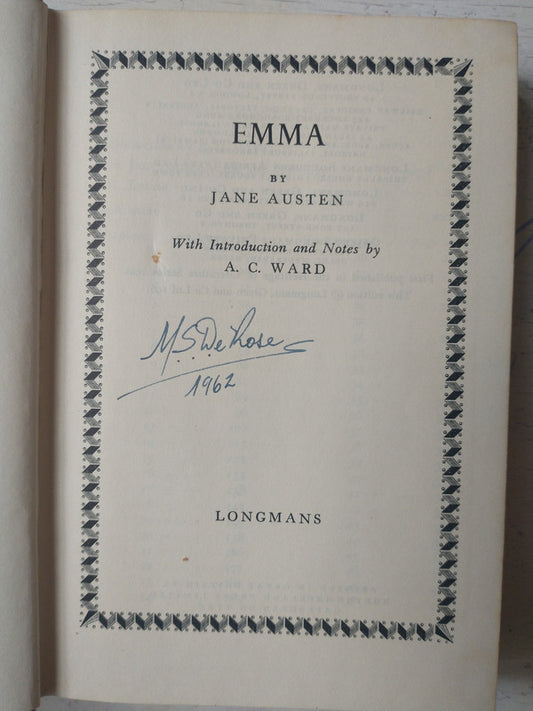 EMMA
BY
JANE AUSTEN
With Introduction and Notes by
A. C. WARD
M.S. De Rose
1962
LONGMANS